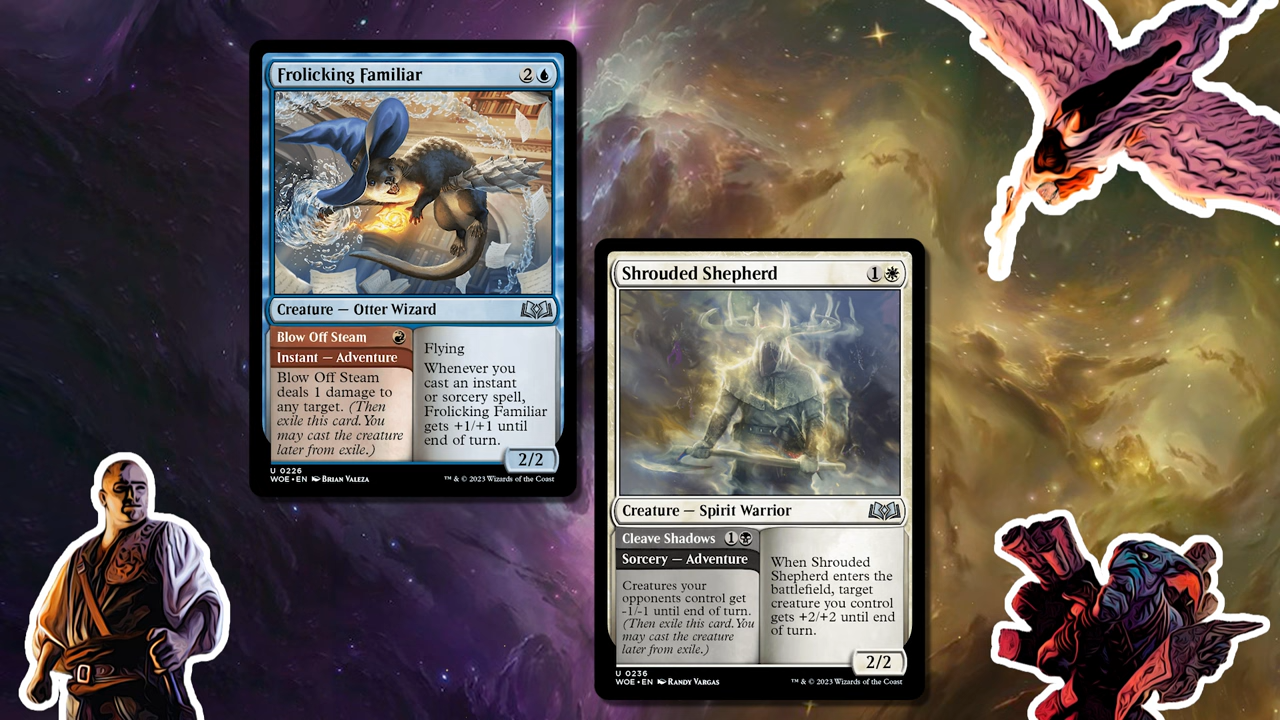 Frolicking Familiar 2
Creature — Otter Wizard
Blow Off Steam
Instant — Adventure
Blow Off Steam
deals 1 damage to
any target. (Then
exile this card. You
may cast the creature
later from exile.)
Flying
Whenever you
cast an instant
or sorcery spell,
Frolicking Familiar
gets +1/+1 until
end of turn.
2/2
U 0226
WOE • EN Brian Valeza
™ & © 2023 Wizards of the Coast
Shrouded Shepherd 1
Creature — Spirit Warrior
Cleave Shadows 1
Sorcery — Adventure
Creatures your
opponents control get
-1/-1 until end of turn.
(Then exile this card. You
may cast the creature
later from exile.)
When Shrouded
Shepherd enters the
battlefield, target
creature you control
gets +2/+2 until end
of turn.
2/2
U 0236
WOE • EN Randy Vargas
™ & © 2023 Wizards of the Coast